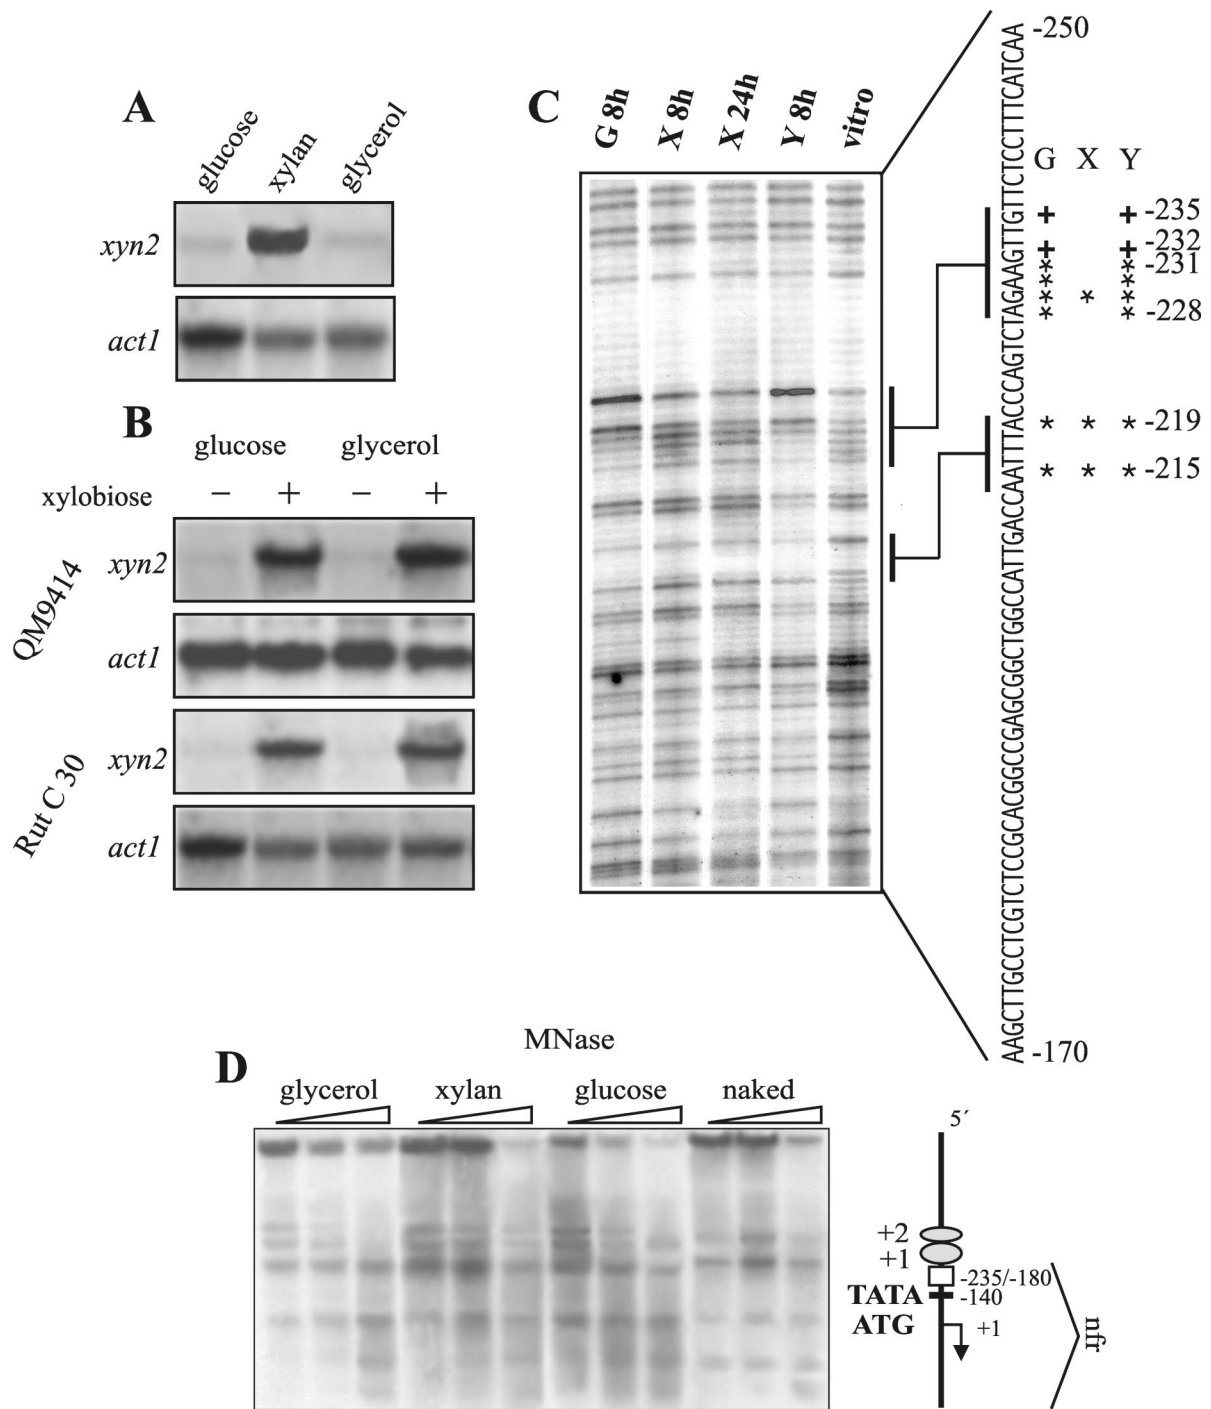 A
glucose
xylan
glycerol
xyn2
act1
B
glucose glycerol
xylobiose − + − +
QM9414
xyn2
act1
Rut C 30
xyn2
act1
C
G 8h
X 8h
X 24h
Y 8h
vitro
-250
AAGCTTGCCTCGTCTCCGCACGGCCGAGCGGCTGGCCATTGACCAATTTACCCAGTCTAGAAGTTGTTCTCCTTTCATCAA
G X Y
+ + -235
+ + -232
* * -231
* *
* * *
* * -228
* * * -219
* * * -215
-170
D
MNase
glycerol xylan glucose naked
5´
+2
+1
-235/-180
TATA -140
ATG +1
nfr